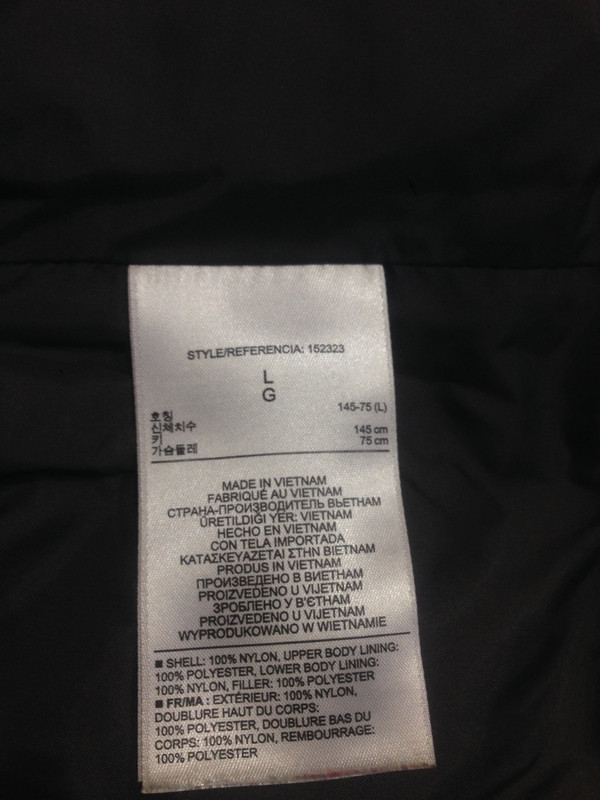 STYLE/REFERENCIA: 152323
L
G
호칭 145-75 (L)
신체치수
키 145 cm
가슴둘레 75 cm
MADE IN VIETNAM
FABRIQUÉ AU VIETNAM
СТРАНА-ПРОИЗВОДИТЕЛЬ ВЬЕТНАМ
ÜRETİLDİĞİ YER: VIETNAM
HECHO EN VIETNAM
CON TELA IMPORTADA
ΚΑΤΑΣΚΕΥΑΖΕΤΑΙ ΣΤΗΝ ΒΙΕΤΝΑΜ
PRODUS IN VIETNAM
ПРОИЗВЕДЕНО В ВИЕТНАМ
PROIZVEDENO U VIJETNAM
ЗРОБЛЕНО У В'ЄТНАМ
PROIZVEDENO U VIJETNAM
WYPRODUKOWANO W WIETNAMIE
■ SHELL: 100% NYLON, UPPER BODY LINING:
100% POLYESTER, LOWER BODY LINING:
100% NYLON, FILLER: 100% POLYESTER
■ FR/MA : EXTÉRIEUR: 100% NYLON,
DOUBLURE HAUT DU CORPS:
100% POLYESTER, DOUBLURE BAS DU
CORPS: 100% NYLON, REMBOURRAGE:
100% POLYESTER